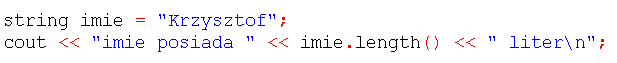 string imie = "Krzysztof";
cout << "imie posiada " << imie.length() << " liter\n";